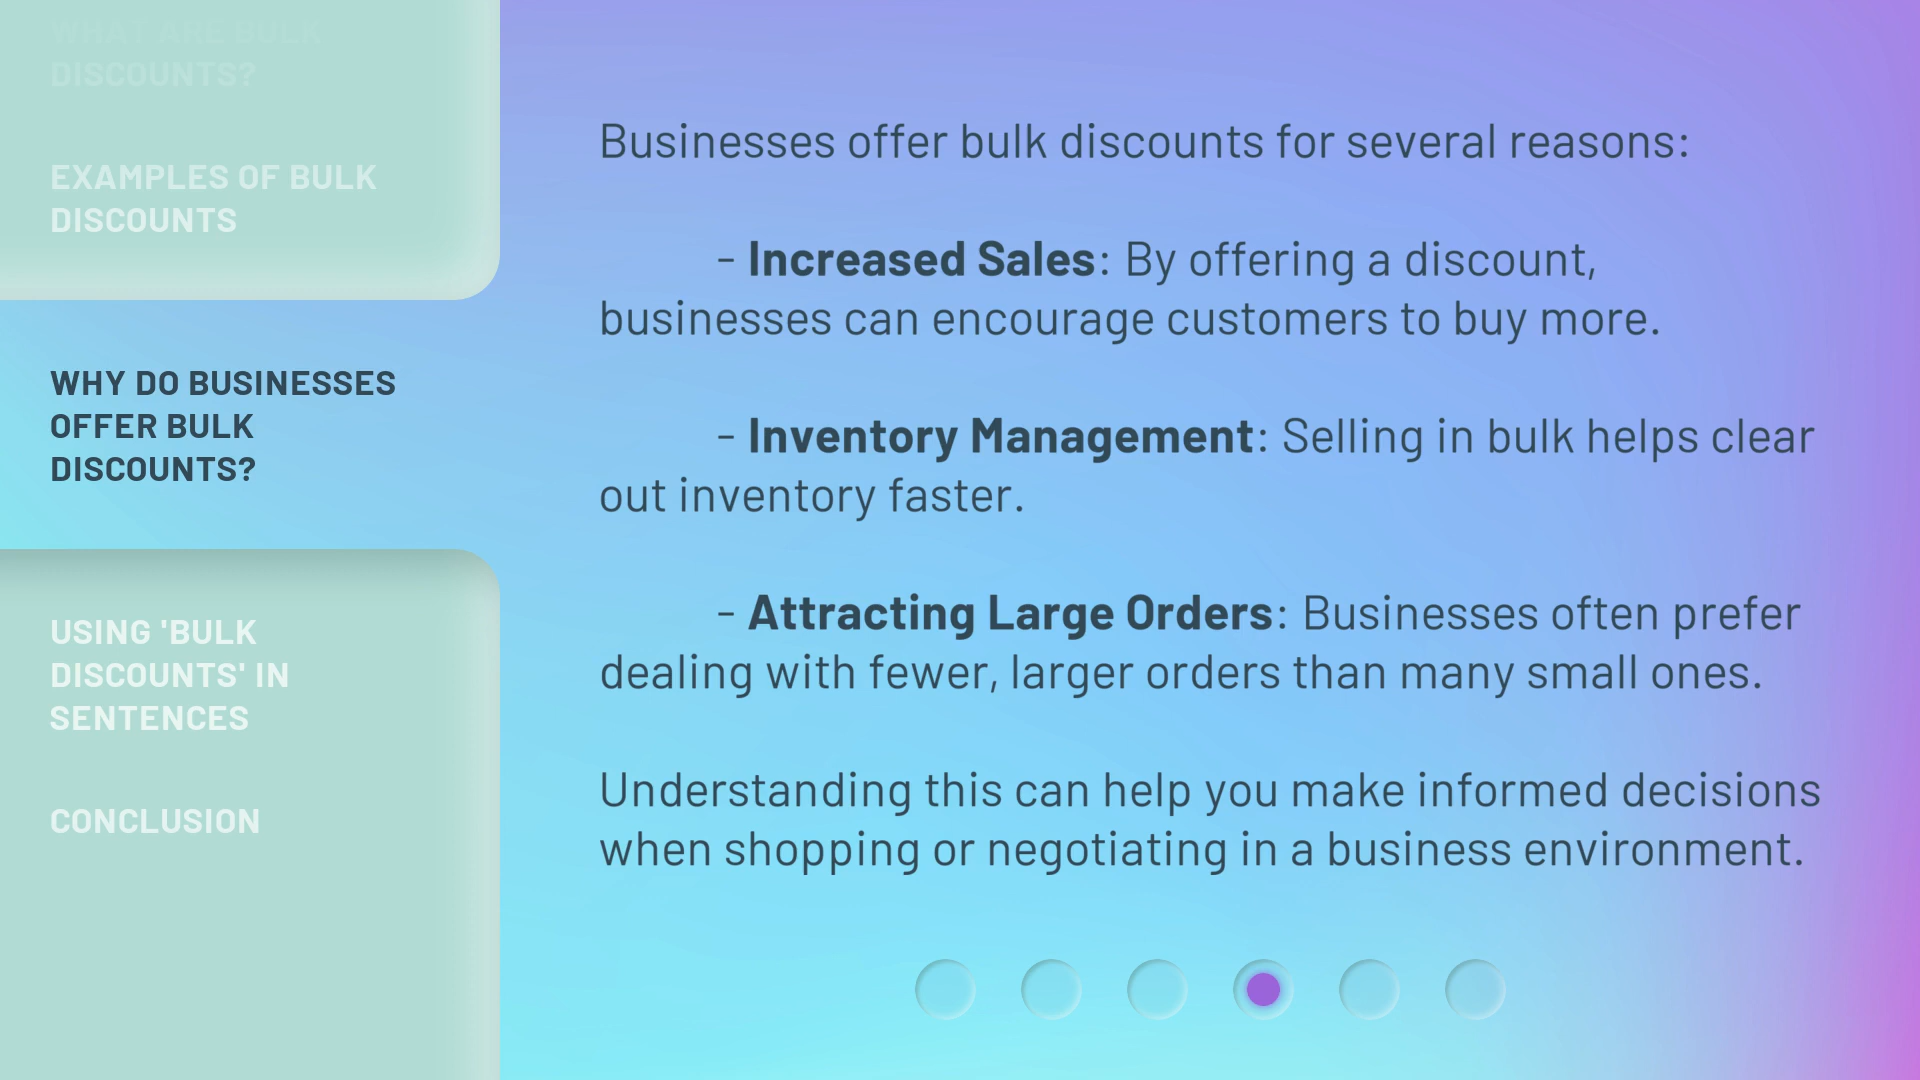 WHAT ARE BULK
DISCOUNTS?
EXAMPLES OF BULK
DISCOUNTS
WHY DO BUSINESSES
OFFER BULK
DISCOUNTS?
USING 'BULK
DISCOUNTS' IN
SENTENCES
CONCLUSION
Businesses offer bulk discounts for several reasons:
- Increased Sales: By offering a discount,
businesses can encourage customers to buy more.
- Inventory Management: Selling in bulk helps clear
out inventory faster.
- Attracting Large Orders: Businesses often prefer
dealing with fewer, larger orders than many small ones.
Understanding this can help you make informed decisions
when shopping or negotiating in a business environment.